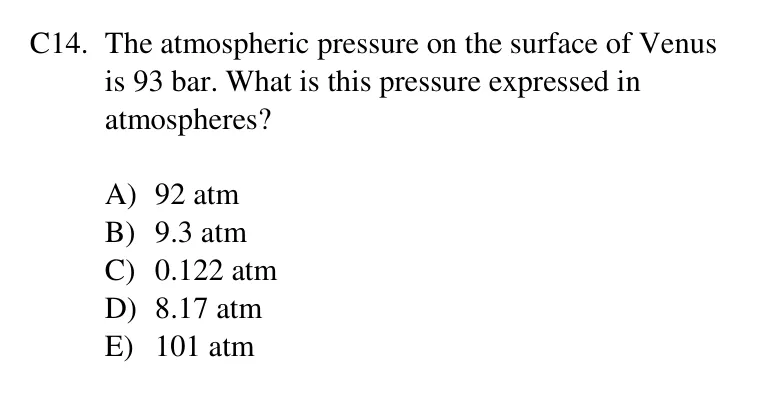 C14. The atmospheric pressure on the surface of Venus
is 93 bar. What is this pressure expressed in
atmospheres?
A) 92 atm
B) 9.3 atm
C) 0.122 atm
D) 8.17 atm
E) 101 atm